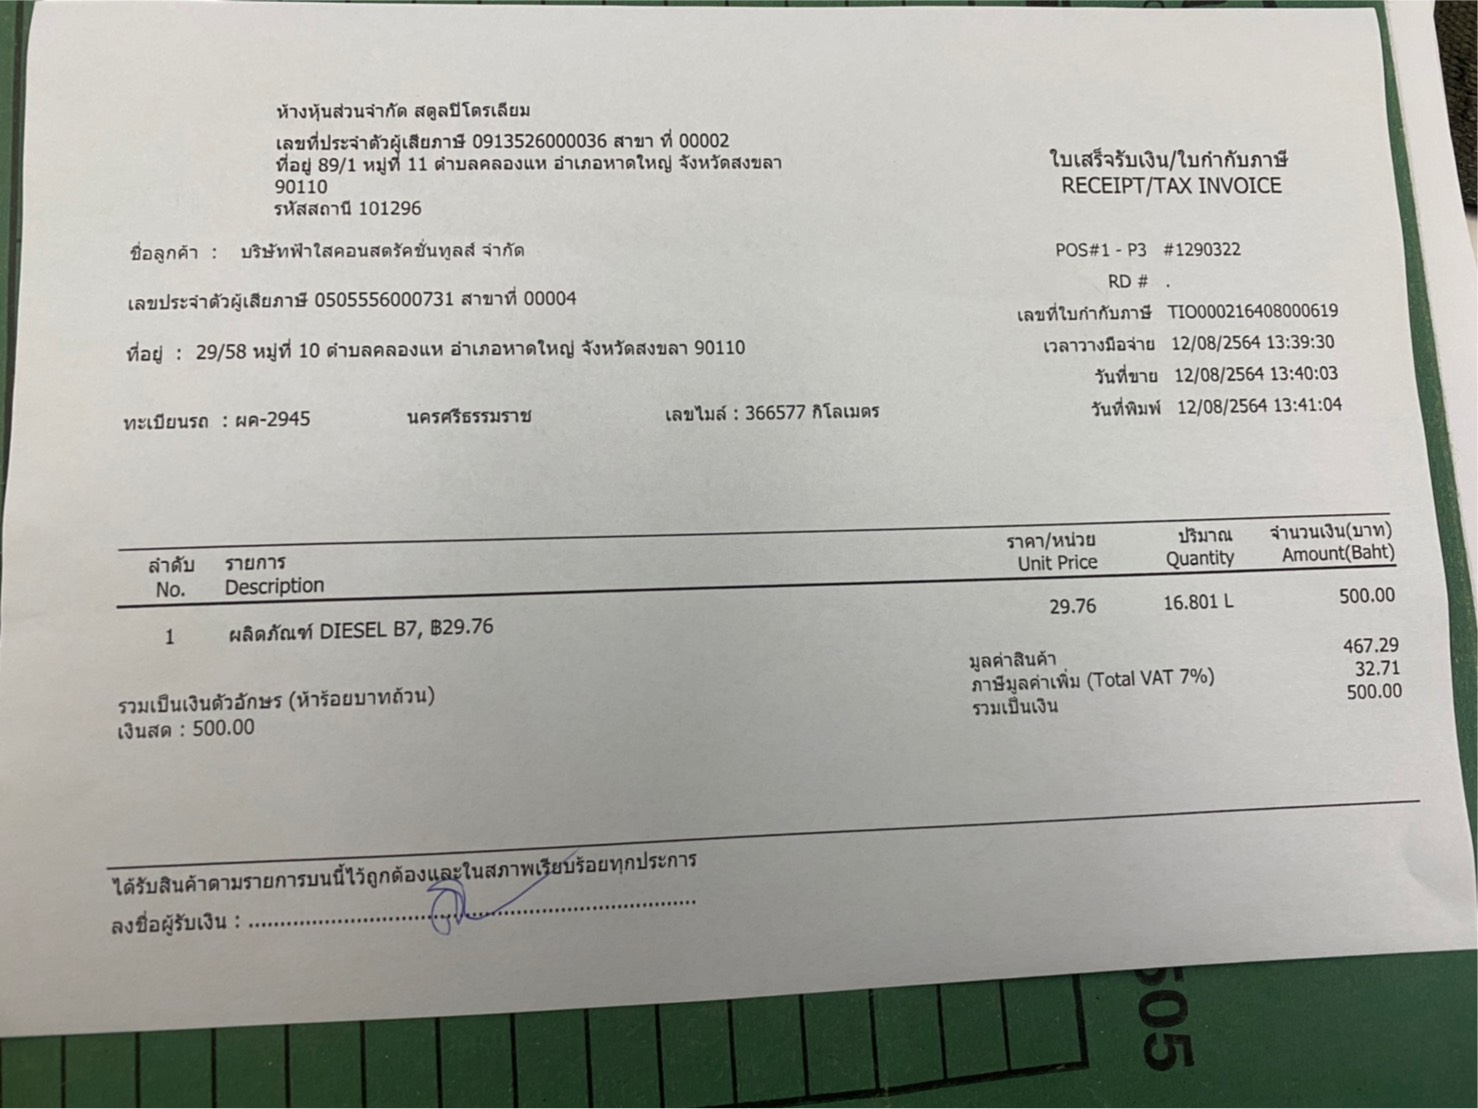 ห้างหุ้นส่วนจำกัด สตูลปิโตรเลียม
เลขที่ประจำตัวผู้เสียภาษี 0913526000036 สาขา ที่ 00002
ที่อยู่ 89/1 หมู่ที่ 11 ตำบลคลองแห อำเภอหาดใหญ่ จังหวัดสงขลา
90110
รหัสสถานี 101296
ใบเสร็จรับเงิน/ใบกำกับภาษี
RECEIPT/TAX INVOICE
ชื่อลูกค้า : บริษัทฟ้าใสคอนสตรัคชั่นทูลส์ จำกัด
เลขประจำตัวผู้เสียภาษี 0505556000731 สาขาที่ 00004
ที่อยู่ : 29/58 หมู่ที่ 10 ตำบลคลองแห อำเภอหาดใหญ่ จังหวัดสงขลา 90110
ทะเบียนรถ : ผค-2945 นครศรีธรรมราช เลขไมล์ : 366577 กิโลเมตร
POS#1 - P3 #1290322
RD # .
เลขที่ใบกำกับภาษี TIO000216408000619
เวลาวางมือจ่าย 12/08/2564 13:39:30
วันที่ขาย 12/08/2564 13:40:03
วันที่พิมพ์ 12/08/2564 13:41:04
ลำดับ รายการ ราคา/หน่วย ปริมาณ จำนวนเงิน(บาท)
No. Description Unit Price Quantity Amount(Baht)
1 ผลิตภัณฑ์ DIESEL B7, ฿29.76 29.76 16.801 L 500.00
มูลค่าสินค้า 467.29
ภาษีมูลค่าเพิ่ม (Total VAT 7%) 32.71
รวมเป็นเงิน 500.00
รวมเป็นเงินตัวอักษร (ห้าร้อยบาทถ้วน)
เงินสด : 500.00
ได้รับสินค้าตามรายการบนนี้ไว้ถูกต้องและในสภาพเรียบร้อยทุกประการ
ลงชื่อผู้รับเงิน : ........................................................................
505